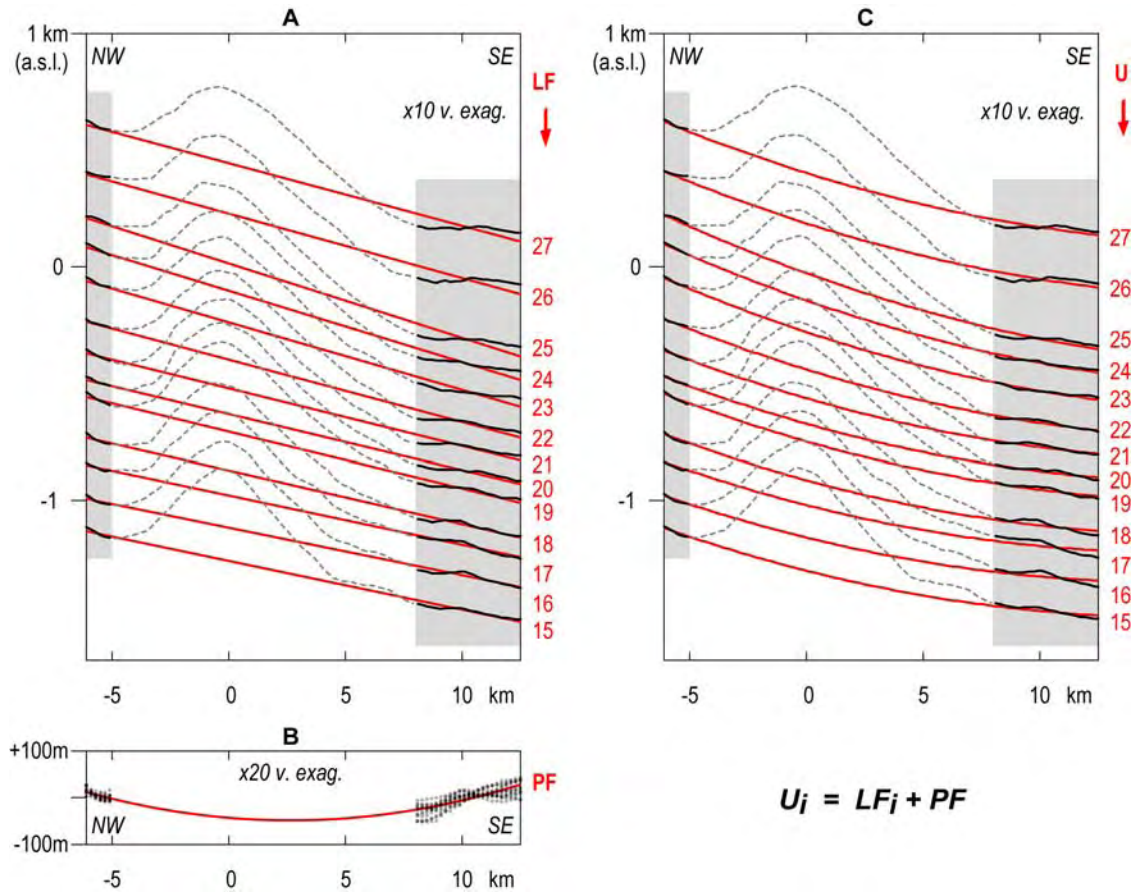 A
1 km
(a.s.l.)
NW
SE
LF
x10 v. exag.
0
-1
27
26
25
24
23
22
21
20
19
18
17
16
15
-5
0
5
10
km
C
1 km
(a.s.l.)
NW
SE
U
x10 v. exag.
0
-1
27
26
25
24
23
22
21
20
19
18
17
16
15
-5
0
5
10
km
B
+100m
x20 v. exag.
PF
NW
SE
-100m
-5
0
5
10
km
Ui = LFi + PF